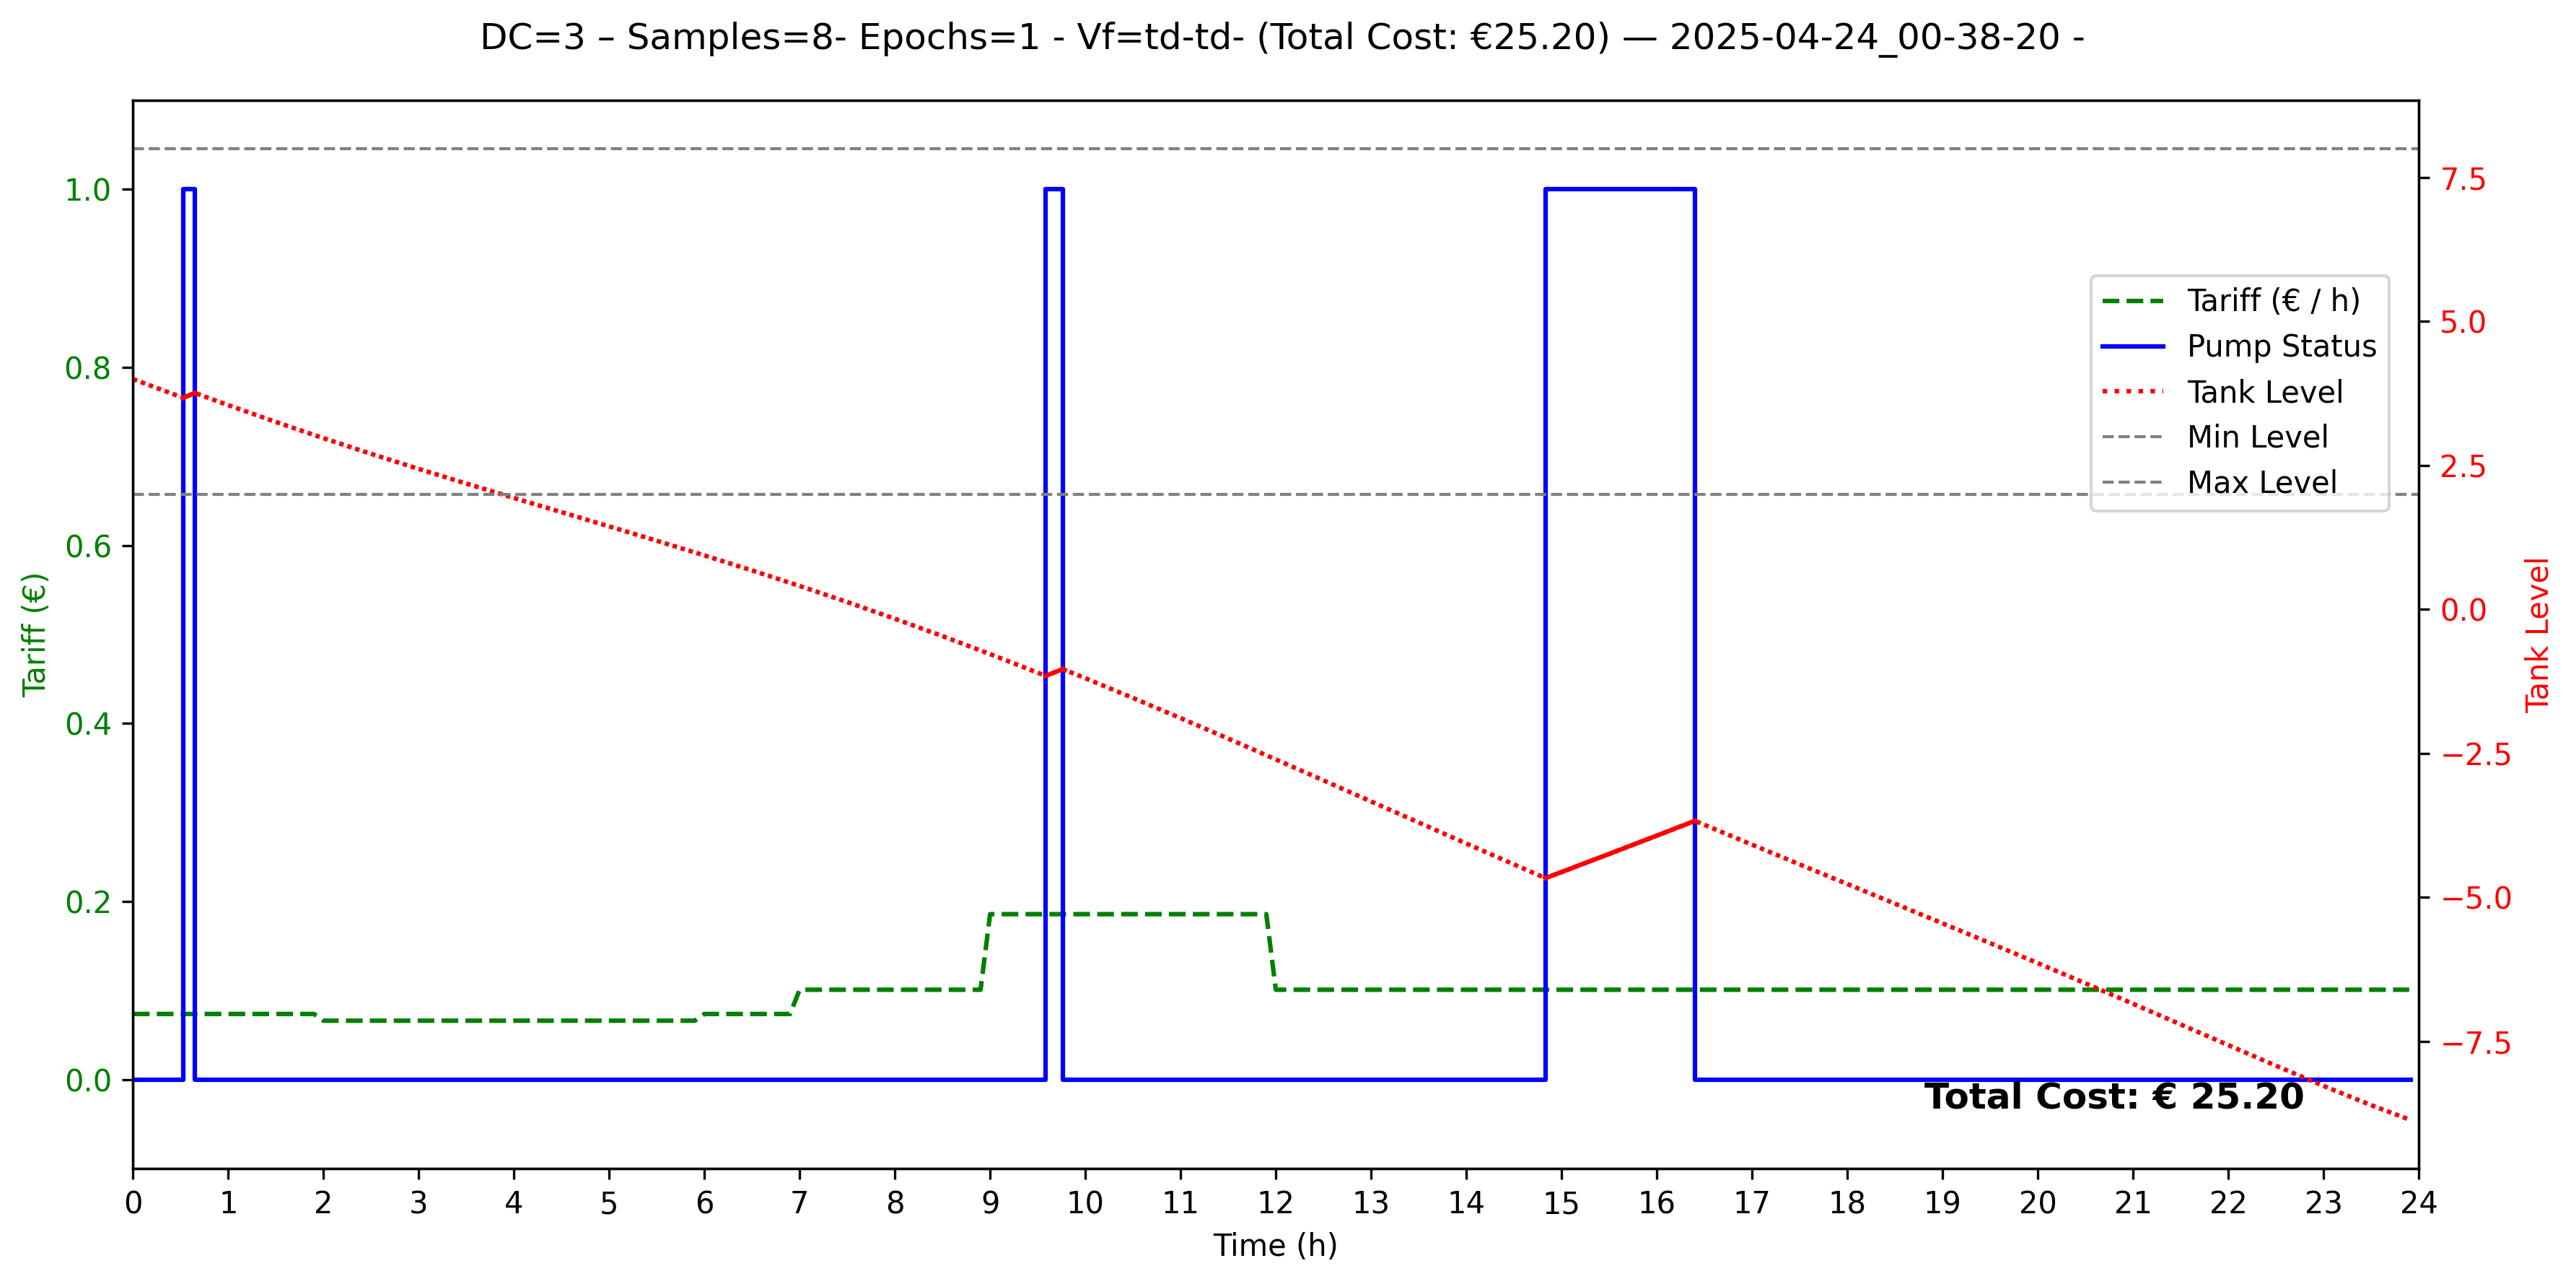 DC=3 – Samples=8- Epochs=1 - Vf=td-td- (Total Cost: €25.20) — 2025-04-24_00-38-20 -
1.0
0.8
0.6
0.4
0.2
0.0
Tariff (€)
7.5
5.0
2.5
0.0
−2.5
−5.0
−7.5
Tank Level
Tariff (€ / h)
Pump Status
Tank Level
Min Level
Max Level
Total Cost: € 25.20
0 1 2 3 4 5 6 7 8 9 10 11 12 13 14 15 16 17 18 19 20 21 22 23 24
Time (h)